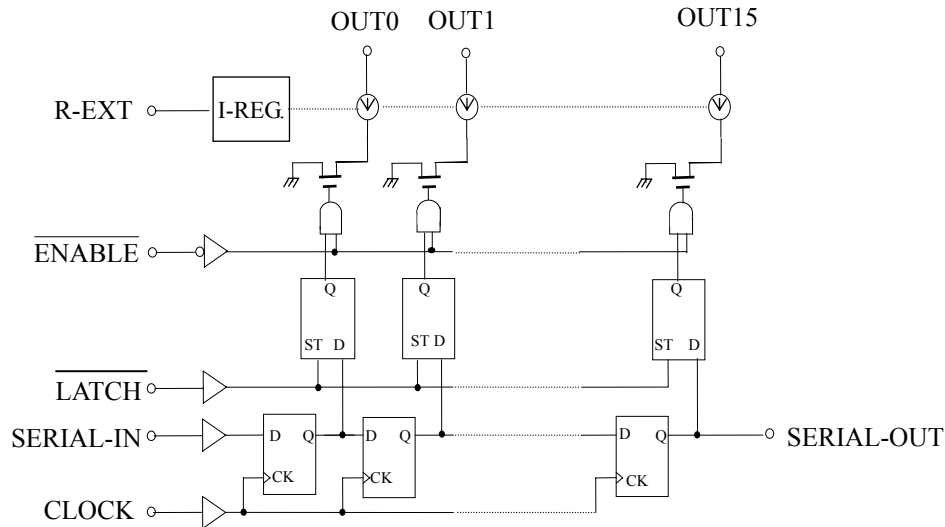 OUT0 OUT1 OUT15
R-EXT I-REG.
ENABLE
Q Q Q
ST D ST D ST D
LATCH
SERIAL-IN D Q D Q D Q SERIAL-OUT
CK CK CK
CLOCK